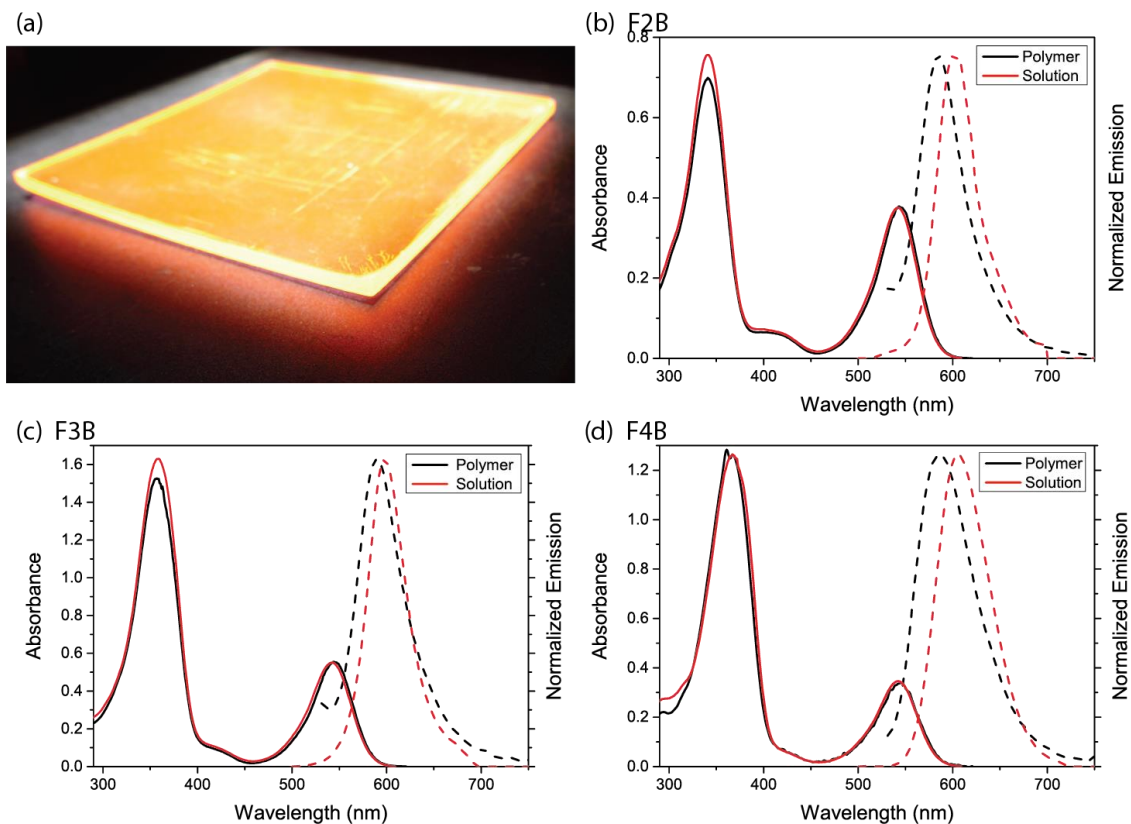 (a)
(b) F2B
0.8
0.6
0.4
0.2
0.0
Absorbance
Normalized Emission
Polymer
Solution
300 400 500 600 700
Wavelength (nm)
(c) F3B
1.6
1.4
1.2
1.0
0.8
0.6
0.4
0.2
0.0
Absorbance
Normalized Emission
Polymer
Solution
300 400 500 600 700
Wavelength (nm)
(d) F4B
1.2
1.0
0.8
0.6
0.4
0.2
0.0
Absorbance
Normalized Emission
Polymer
Solution
300 400 500 600 700
Wavelength (nm)